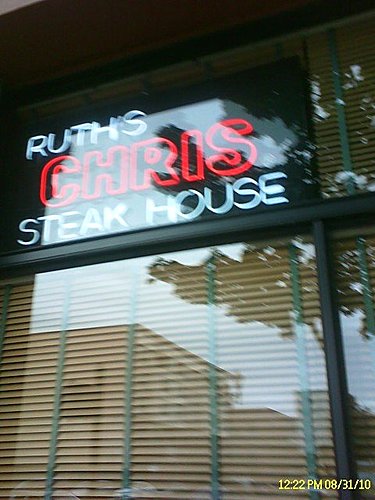 RUTH'S
CHRIS
STEAK HOUSE
12:22 PM 08/31/10